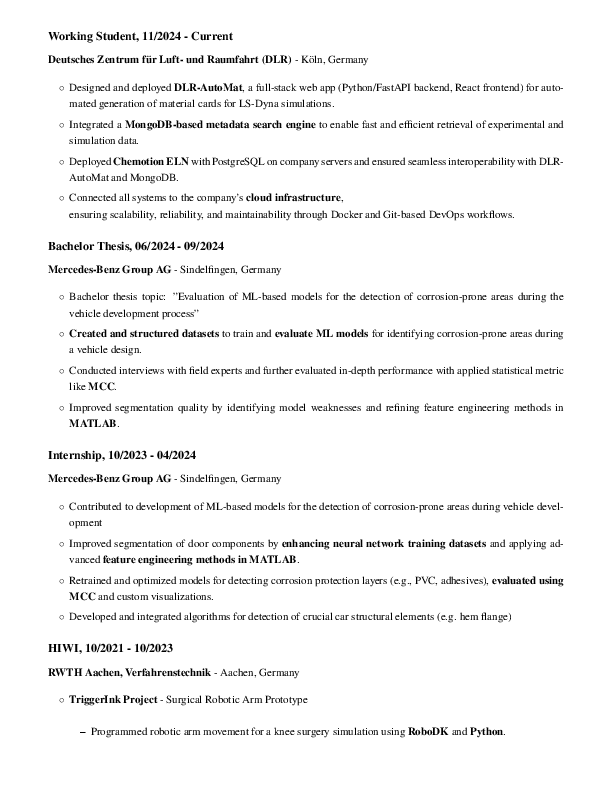 Working Student, 11/2024 - Current
Deutsches Zentrum für Luft- und Raumfahrt (DLR) - Köln, Germany
○ Designed and deployed DLR-AutoMat, a full-stack web app (Python/FastAPI backend, React frontend) for auto-
mated generation of material cards for LS-Dyna simulations.
○ Integrated a MongoDB-based metadata search engine to enable fast and efficient retrieval of experimental and
simulation data.
○ Deployed Chemotion ELN with PostgreSQL on company servers and ensured seamless interoperability with DLR-
AutoMat and MongoDB.
○ Connected all systems to the company's cloud infrastructure,
ensuring scalability, reliability, and maintainability through Docker and Git-based DevOps workflows.
Bachelor Thesis, 06/2024 - 09/2024
Mercedes-Benz Group AG - Sindelfingen, Germany
○ Bachelor thesis topic: ”Evaluation of ML-based models for the detection of corrosion-prone areas during the
vehicle development process”
○ Created and structured datasets to train and evaluate ML models for identifying corrosion-prone areas during
a vehicle design.
○ Conducted interviews with field experts and further evaluated in-depth performance with applied statistical metric
like MCC.
○ Improved segmentation quality by identifying model weaknesses and refining feature engineering methods in
MATLAB.
Internship, 10/2023 - 04/2024
Mercedes-Benz Group AG - Sindelfingen, Germany
○ Contributed to development of ML-based models for the detection of corrosion-prone areas during vehicle devel-
opment
○ Improved segmentation of door components by enhancing neural network training datasets and applying ad-
vanced feature engineering methods in MATLAB.
○ Retrained and optimized models for detecting corrosion protection layers (e.g., PVC, adhesives), evaluated using
MCC and custom visualizations.
○ Developed and integrated algorithms for detection of crucial car structural elements (e.g. hem flange)
HIWI, 10/2021 - 10/2023
RWTH Aachen, Verfahrenstechnik - Aachen, Germany
○ TriggerInk Project - Surgical Robotic Arm Prototype
– Programmed robotic arm movement for a knee surgery simulation using RoboDK and Python.